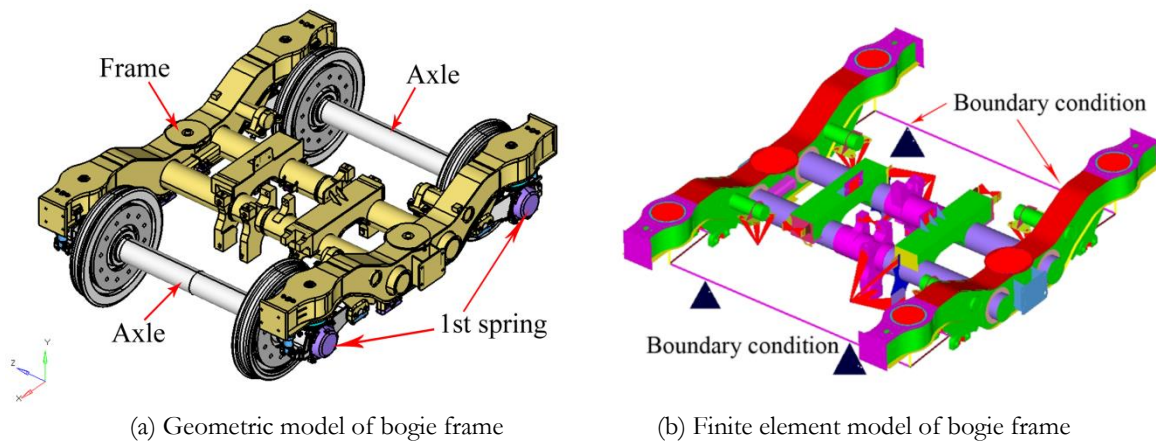 Frame
Axle
Axle
1st spring
Y
Z
X
(a) Geometric model of bogie frame
Boundary condition
Boundary condition
(b) Finite element model of bogie frame